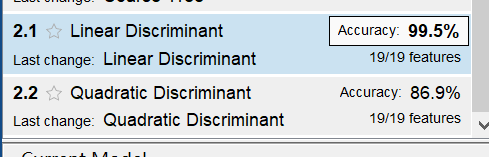 2.1 Linear Discriminant Accuracy: 99.5%
Last change: Linear Discriminant 19/19 features
2.2 Quadratic Discriminant Accuracy: 86.9%
Last change: Quadratic Discriminant 19/19 features
Current Model